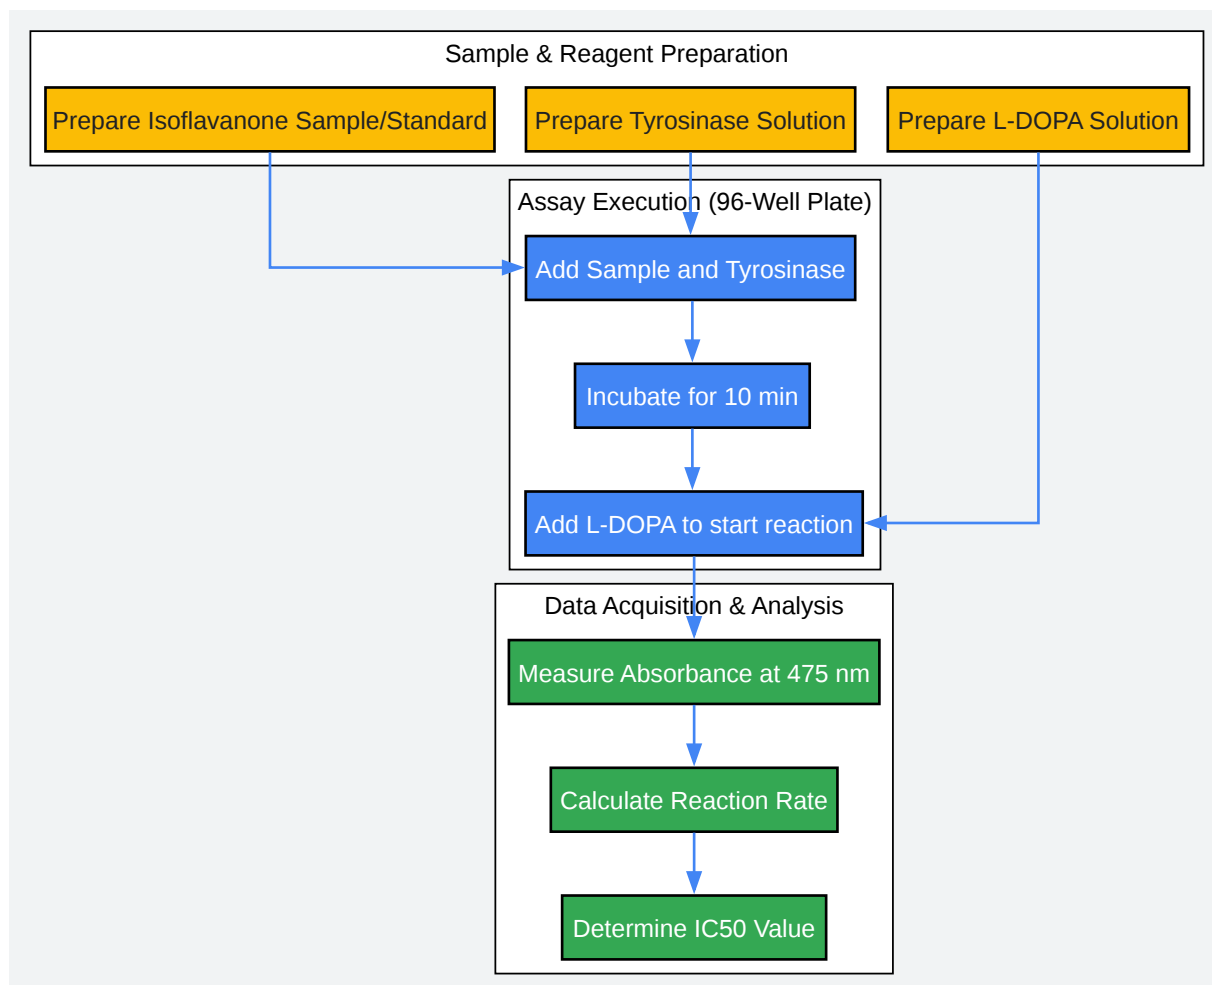 Sample & Reagent Preparation
Prepare Isoflavanone Sample/Standard
Prepare Tyrosinase Solution
Prepare L-DOPA Solution
Assay Execution (96-Well Plate)
Add Sample and Tyrosinase
Incubate for 10 min
Add L-DOPA to start reaction
Data Acquisition & Analysis
Measure Absorbance at 475 nm
Calculate Reaction Rate
Determine IC50 Value